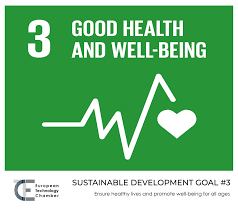 3 GOOD HEALTH
AND WELL-BEING
European
Technology
Chamber
SUSTAINABLE DEVELOPMENT GOAL #3
Ensure healthy lives and promote well-being for all ages